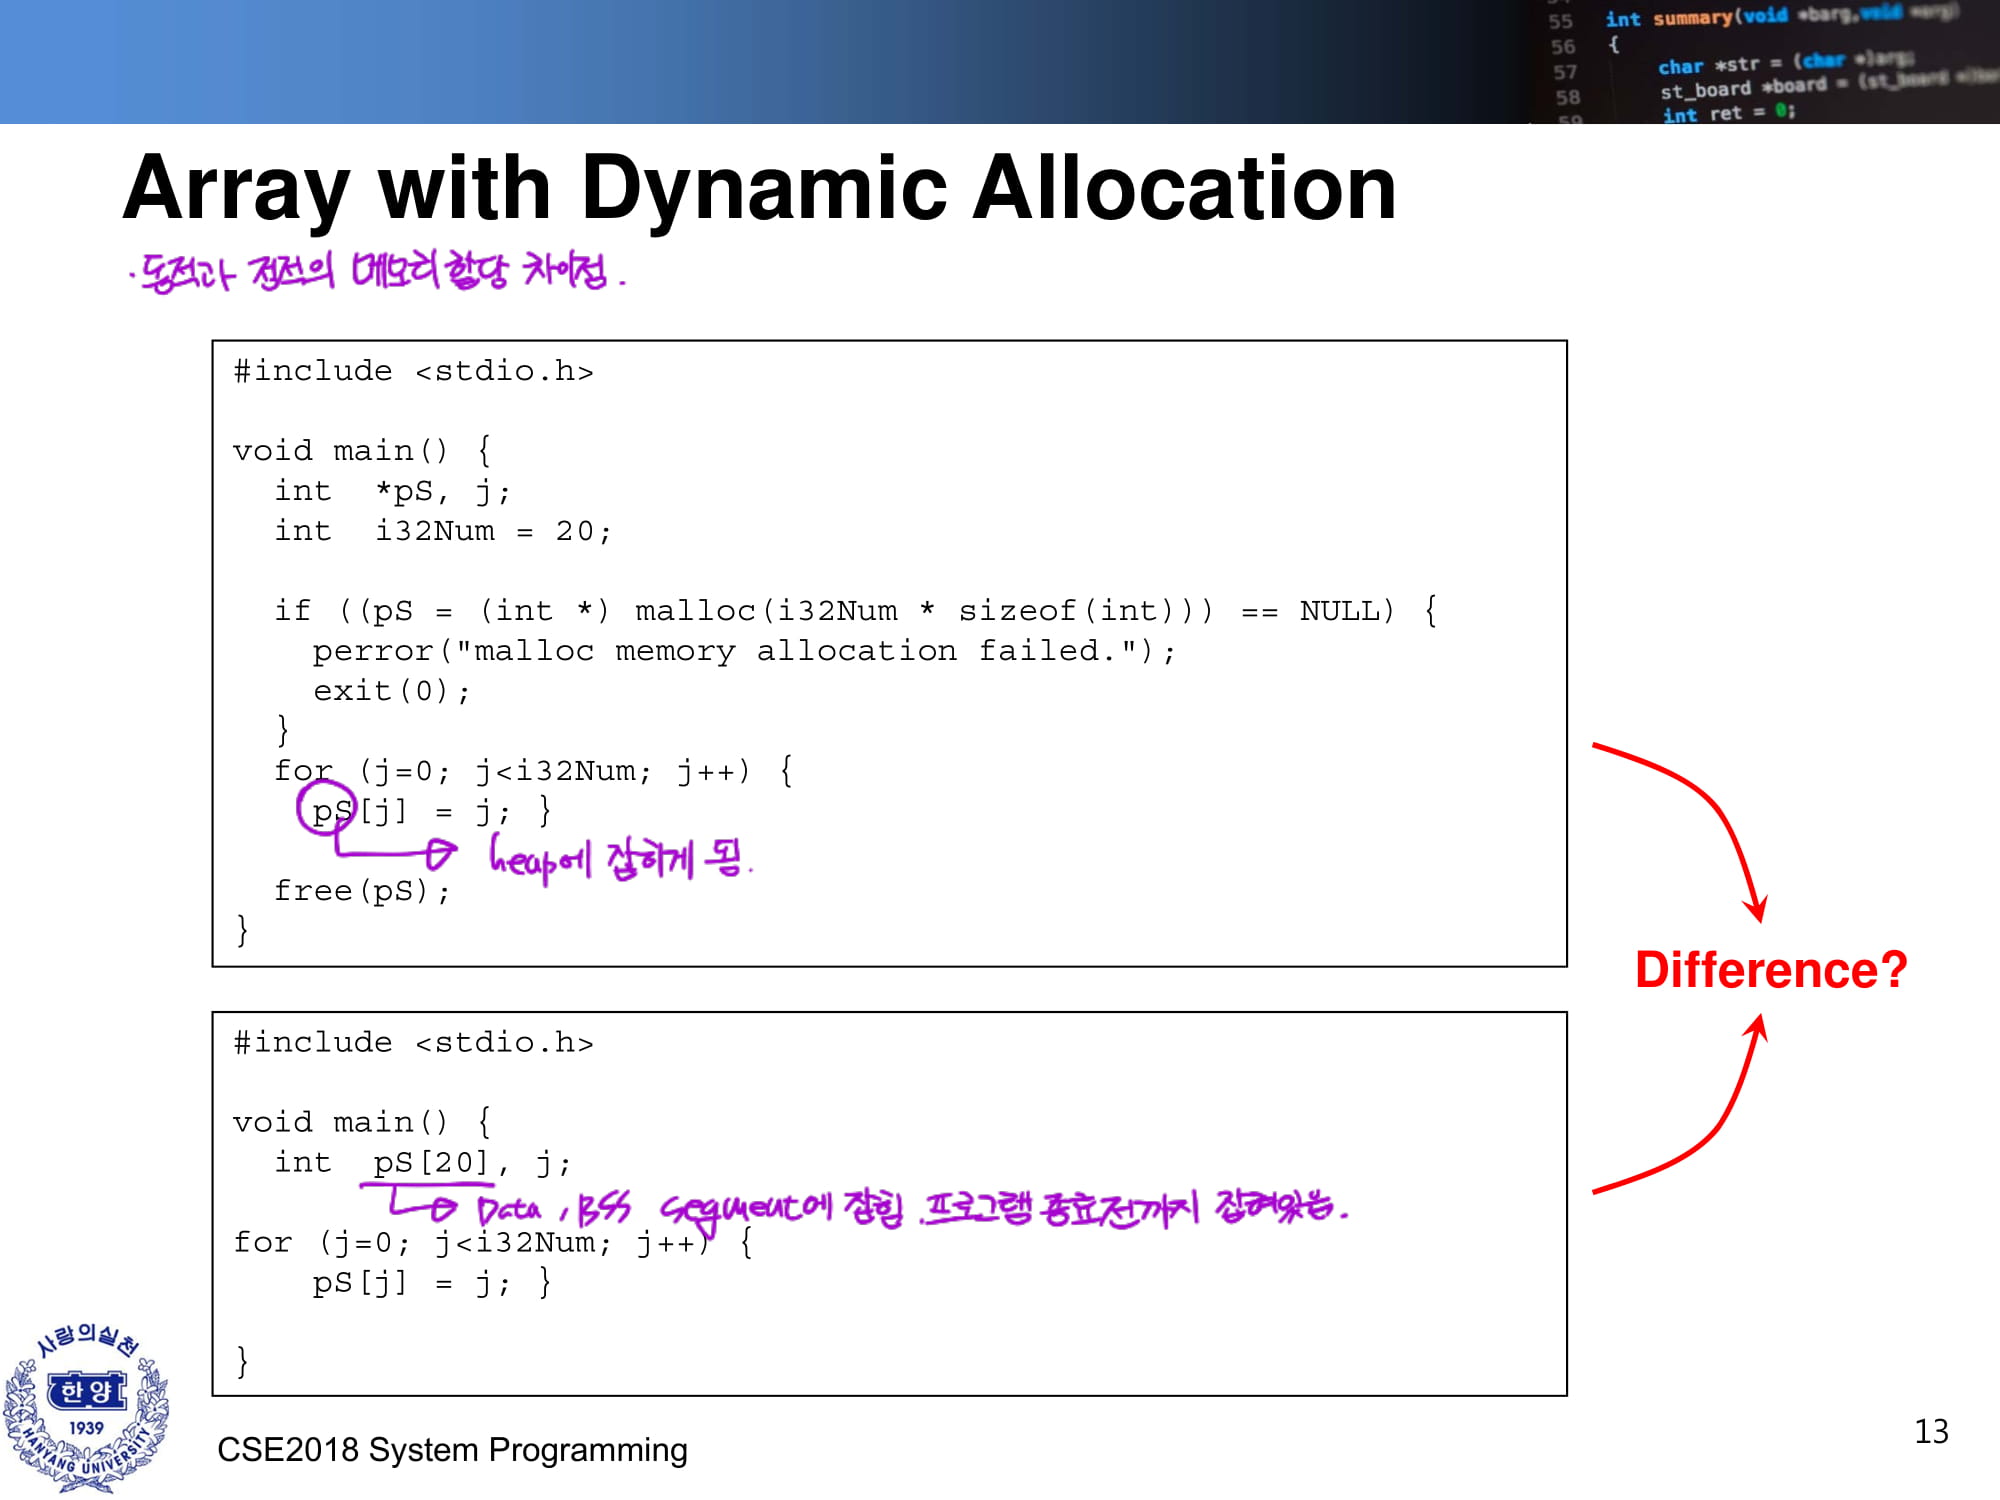 55 int summary(void *barg,void *arg)
56 {
57 char *str = (char *)arg;
58 st_board *board = (st_board *)
59 int ret = 0;
Array with Dynamic Allocation
·동적과 정적의 메모리 할당 차이점.
#include <stdio.h>
void main() {
int *pS, j;
int i32Num = 20;
if ((pS = (int *) malloc(i32Num * sizeof(int))) == NULL) {
perror("malloc memory allocation failed.");
exit(0);
}
for (j=0; j<i32Num; j++) {
pS[j] = j; }
heap에 잡히게 됨.
free(pS);
}
Difference?
#include <stdio.h>
void main() {
int pS[20], j;
Data, BSS segment에 잡힘. 프로그램 종료전까지 잡혀있음.
for (j=0; j<i32Num; j++) {
pS[j] = j; }
}
사랑의실천
한양
1939
HANYANG UNIVERSITY
CSE2018 System Programming
13